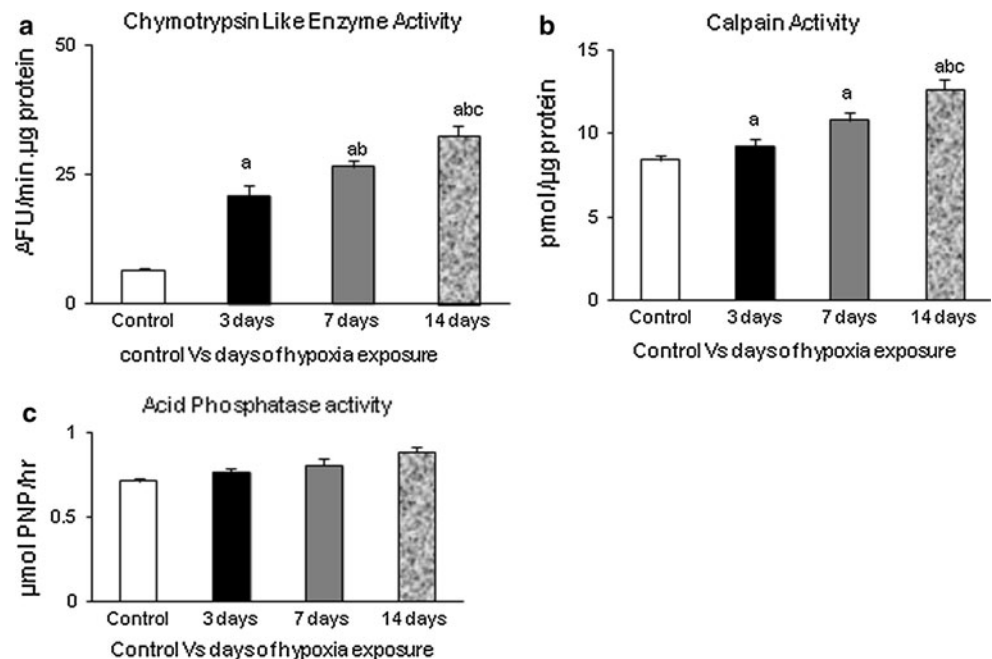 a
Chymotrypsin Like Enzyme Activity
AFU/min.µg protein
50
25
0
a
ab
abc
Control 3 days 7 days 14 days
control Vs days of hypoxia exposure
b
Calpain Activity
pmol/µg protein
15
10
5
0
a
a
abc
Control 3 days 7 days 14 days
Control Vs days of hypoxia exposure
c
Acid Phosphatase activity
µmol PNP/hr
1
0.5
0
Control 3 days 7 days 14 days
Control Vs days of hypoxia exposure